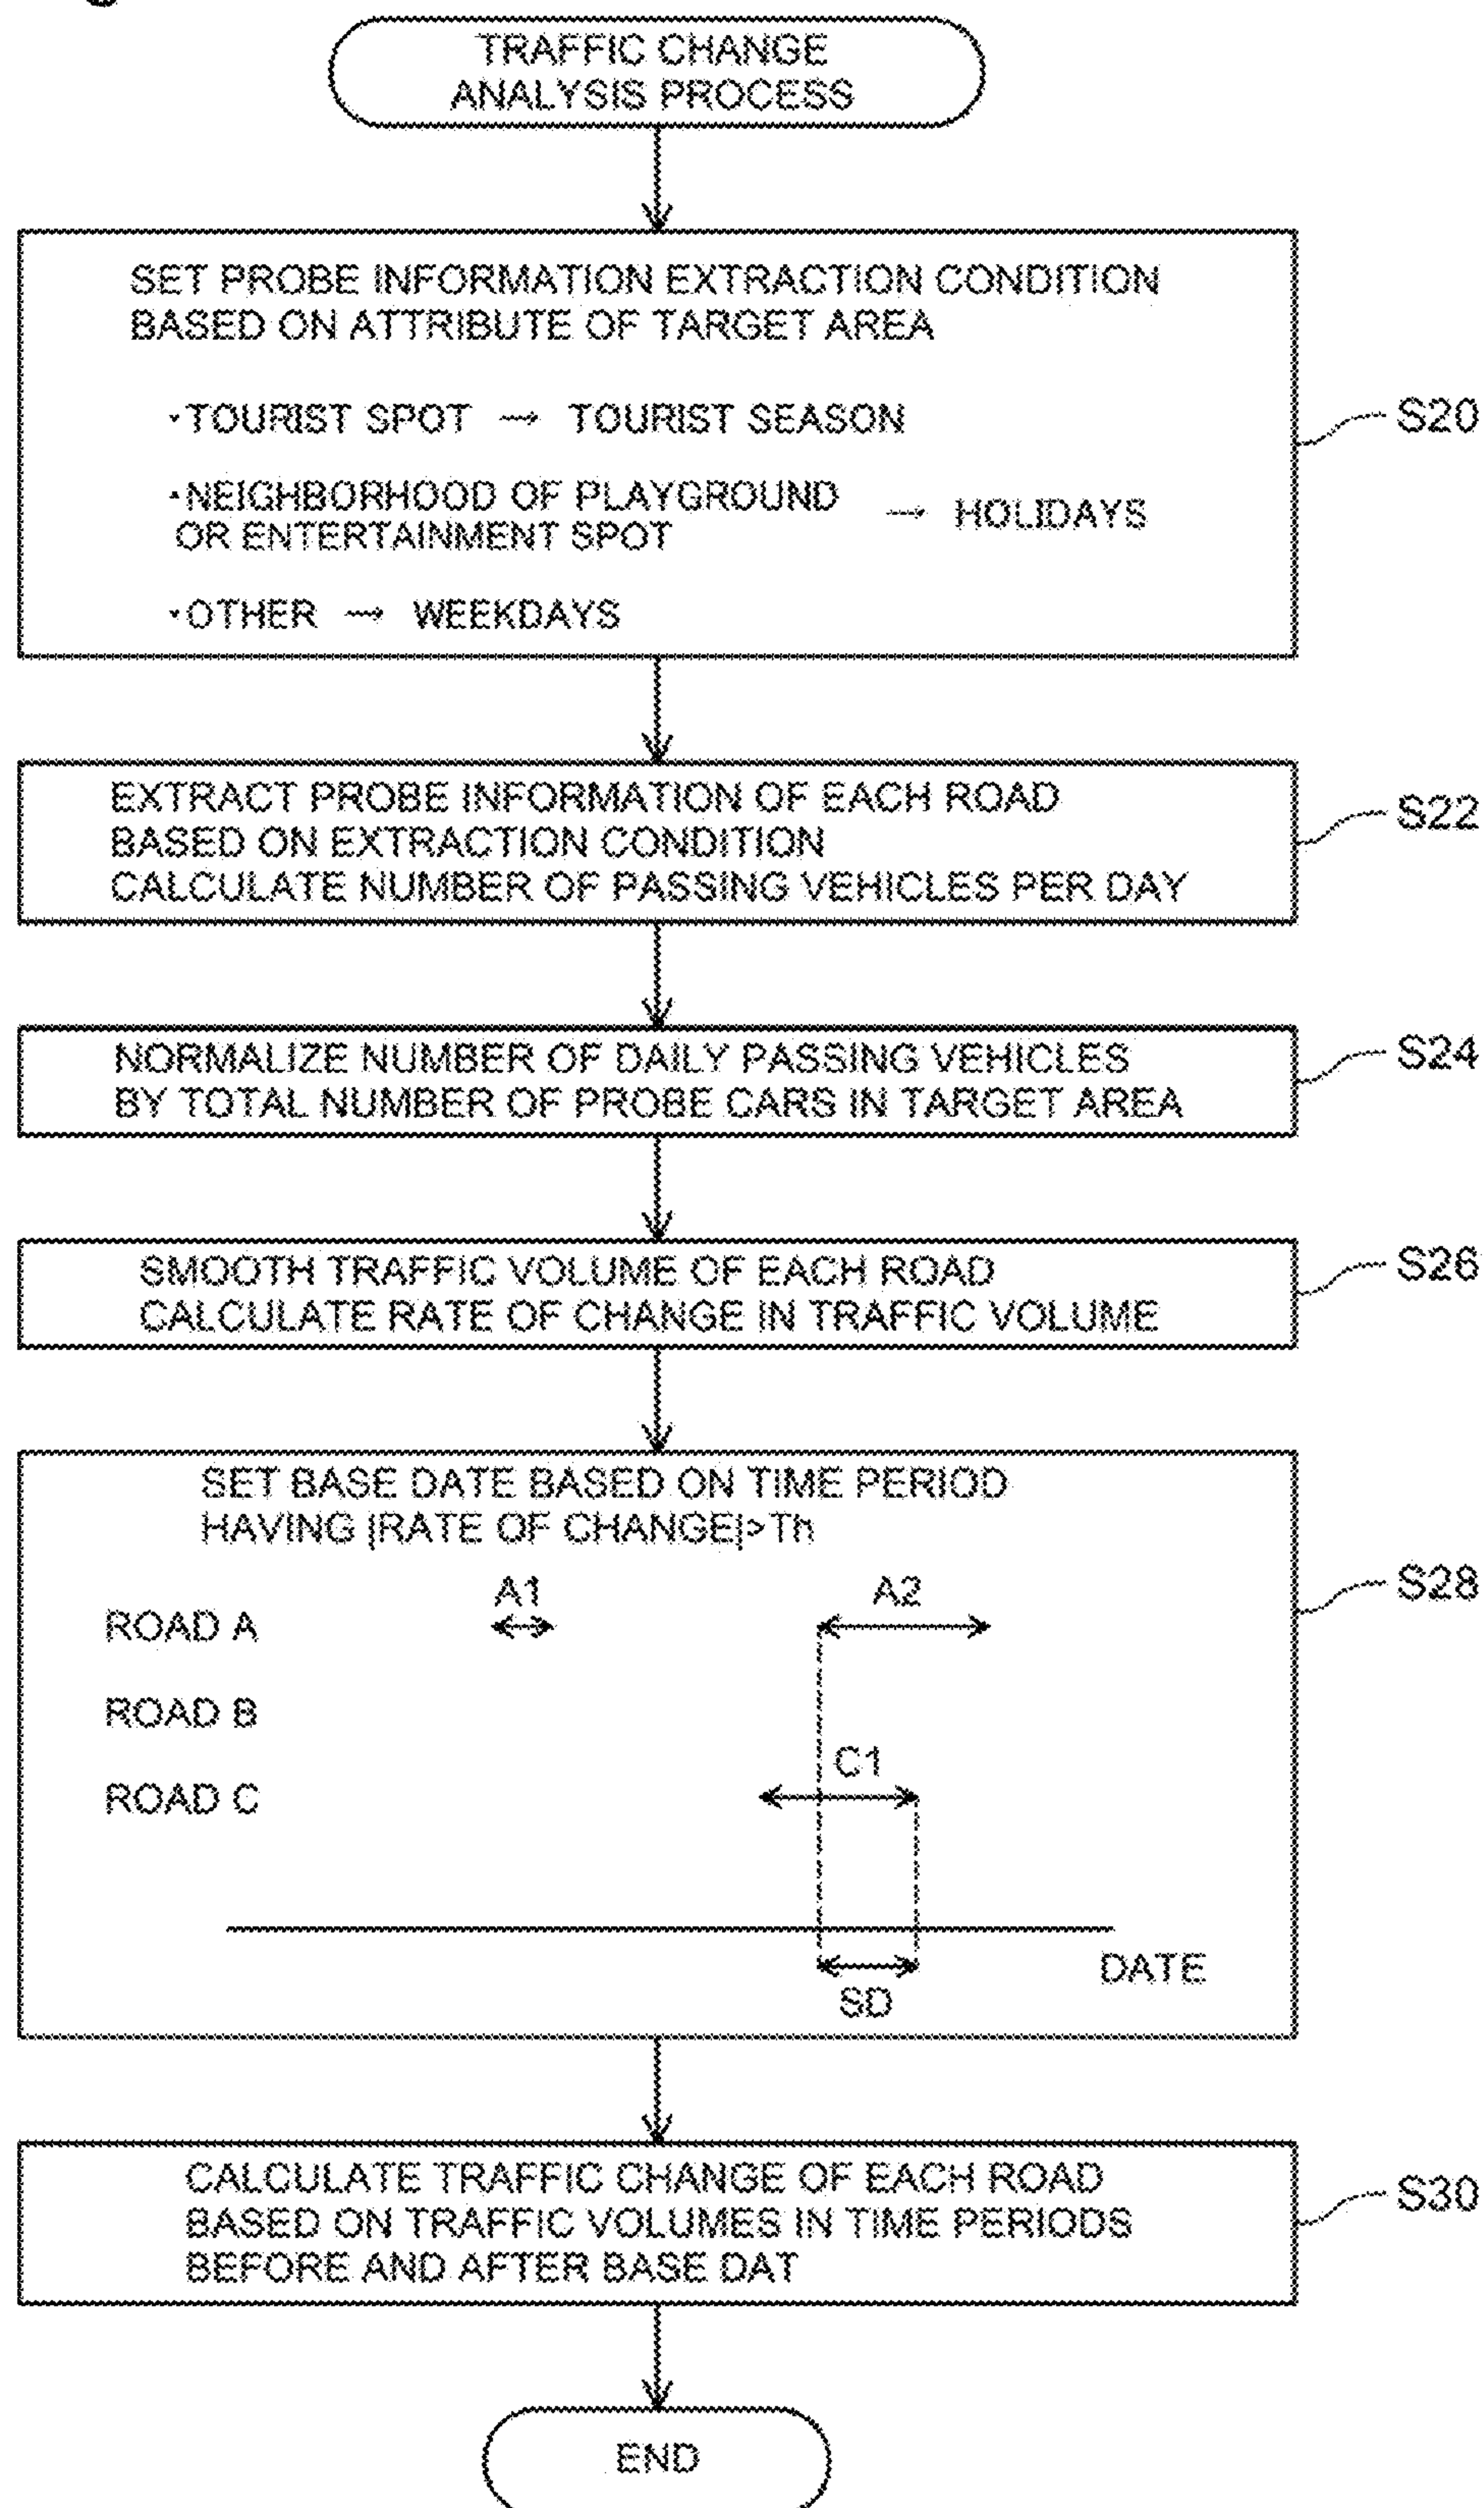 TRAFFIC CHANGE
ANALYSIS PROCESS
SET PROBE INFORMATION EXTRACTION CONDITION
BASED ON ATTRIBUTE OF TARGET AREA
·TOURIST SPOT → TOURIST SEASON
·NEIGHBORHOOD OF PLAYGROUND
OR ENTERTAINMENT SPOT
→ HOLIDAYS
·OTHER → WEEKDAYS
S20
EXTRACT PROBE INFORMATION OF EACH ROAD
BASED ON EXTRACTION CONDITION
CALCULATE NUMBER OF PASSING VEHICLES PER DAY
S22
NORMALIZE NUMBER OF DAILY PASSING VEHICLES
BY TOTAL NUMBER OF PROBE CARS IN TARGET AREA
S24
SMOOTH TRAFFIC VOLUME OF EACH ROAD
CALCULATE RATE OF CHANGE IN TRAFFIC VOLUME
S26
SET BASE DATE BASED ON TIME PERIOD
HAVING |RATE OF CHANGE|>Th
S28
A1
A2
ROAD A
ROAD B
C1
ROAD C
DATE
SD
CALCULATE TRAFFIC CHANGE OF EACH ROAD
BASED ON TRAFFIC VOLUMES IN TIME PERIODS
BEFORE AND AFTER BASE DAT
S30
END